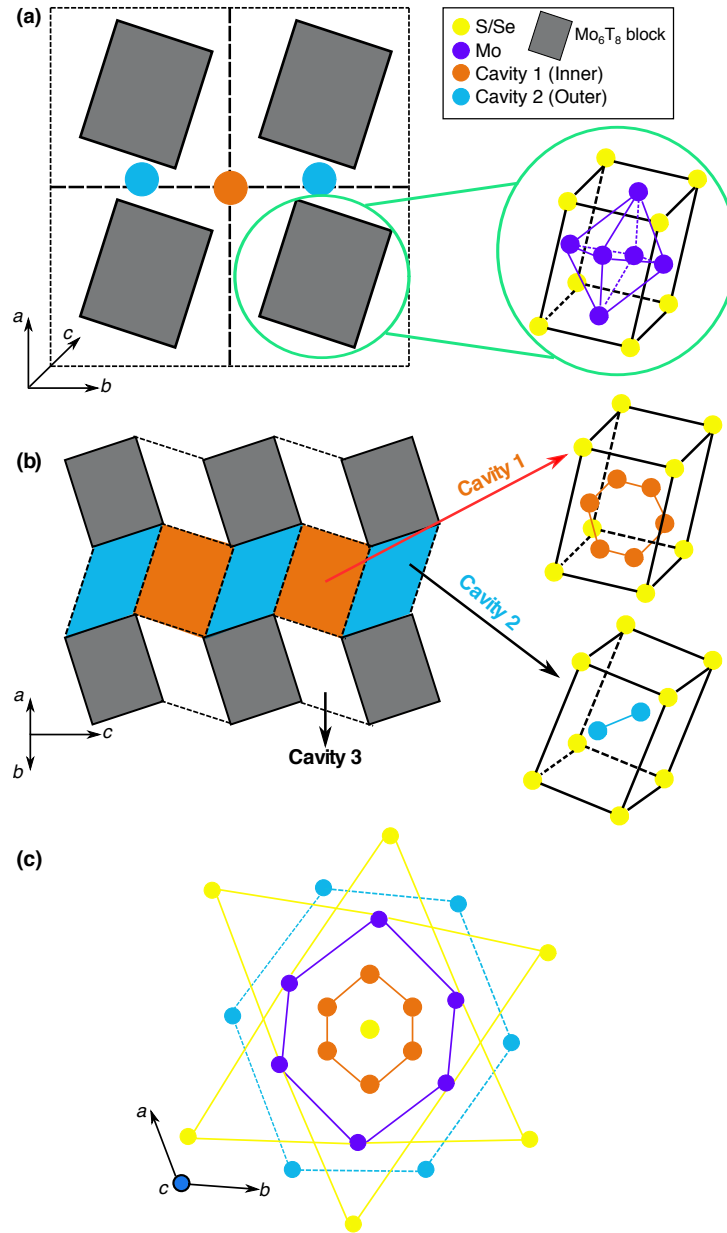 (a)
S/Se
Mo
Cavity 1 (Inner)
Cavity 2 (Outer)
Mo₆T₈ block
a
c
b
(b)
Cavity 1
Cavity 2
a
c
b
Cavity 3
(c)
a
c
b